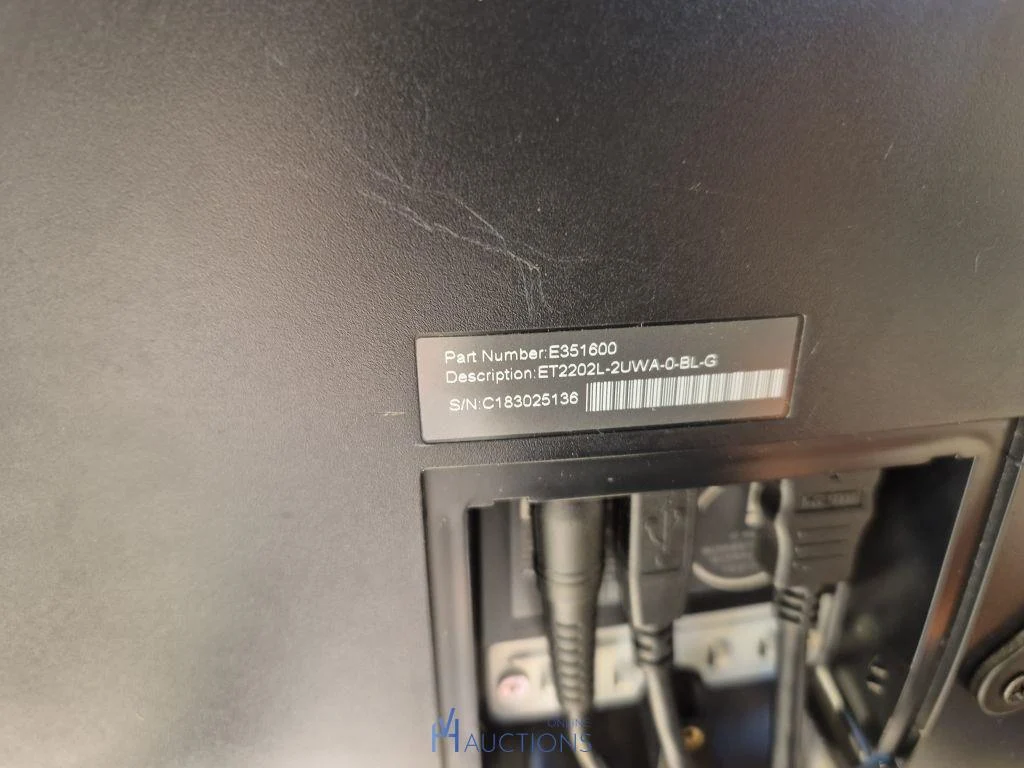 Part Number:E351600
Description:ET2202L-2UWA-0-BL-G
S/N:C183025136
ONLINE
AUCTIONS